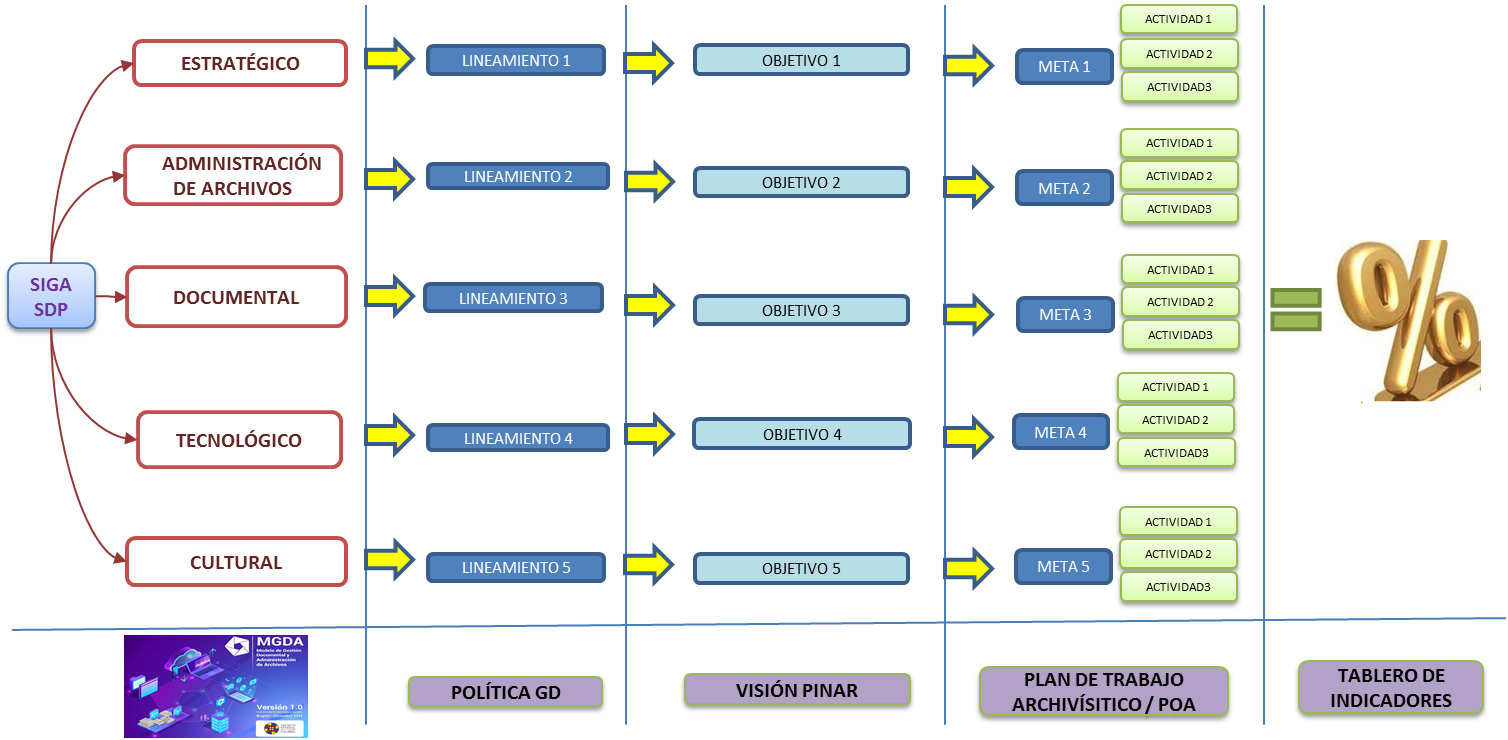 SIGA
SDP
ESTRATÉGICO
LINEAMIENTO 1
OBJETIVO 1
META 1
ACTIVIDAD 1
ACTIVIDAD 2
ACTIVIDAD3
ADMINISTRACIÓN
DE ARCHIVOS
LINEAMIENTO 2
OBJETIVO 2
META 2
ACTIVIDAD 1
ACTIVIDAD 2
ACTIVIDAD3
DOCUMENTAL
LINEAMIENTO 3
OBJETIVO 3
META 3
ACTIVIDAD 1
ACTIVIDAD 2
ACTIVIDAD3
TECNOLÓGICO
LINEAMIENTO 4
OBJETIVO 4
META 4
ACTIVIDAD 1
ACTIVIDAD 2
ACTIVIDAD3
CULTURAL
LINEAMIENTO 5
OBJETIVO 5
META 5
ACTIVIDAD 1
ACTIVIDAD 2
ACTIVIDAD3
%
MGDA
Modelo de Gestión
Documental y
Administración
de Archivos
Versión 1.0
POLÍTICA GD
VISIÓN PINAR
PLAN DE TRABAJO
ARCHIVÍSITICO / POA
TABLERO DE
INDICADORES